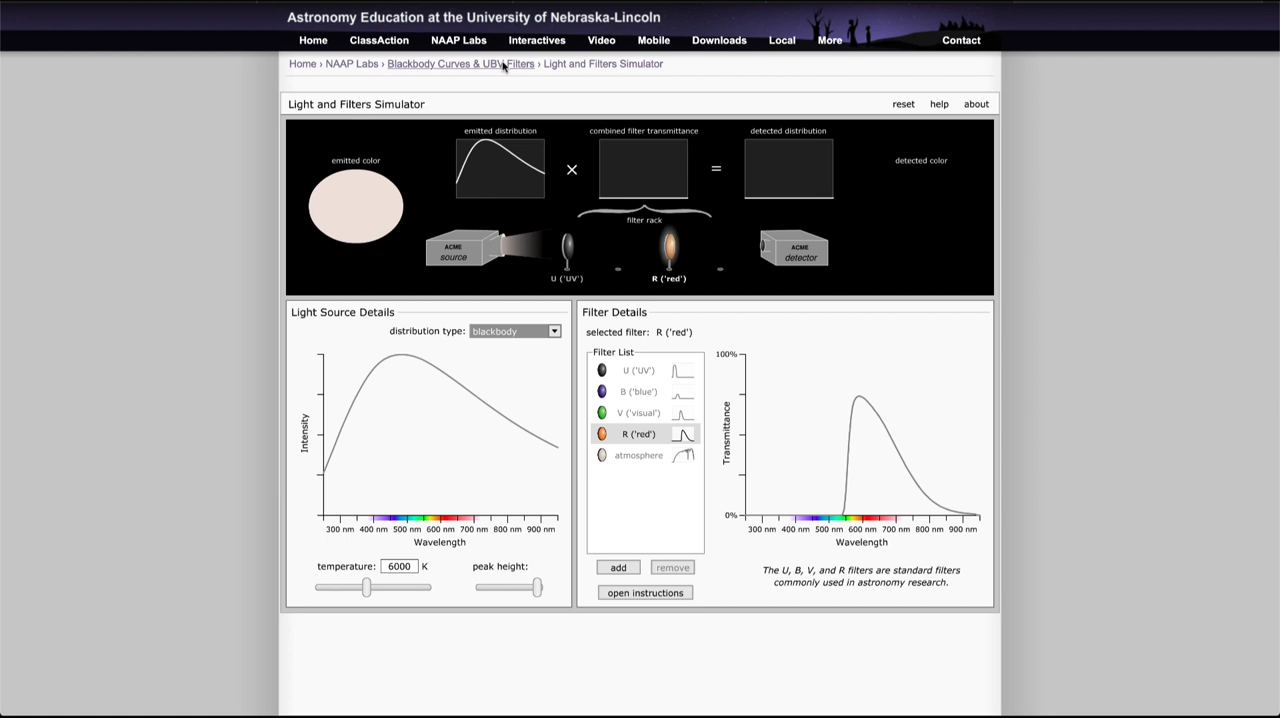 Astronomy Education at the University of Nebraska-Lincoln
Home ClassAction NAAP Labs Interactives Video Mobile Downloads Local More Contact
Home › NAAP Labs › Blackbody Curves & UBV Filters › Light and Filters Simulator
Light and Filters Simulator reset help about
emitted distribution combined filter transmittance detected distribution
emitted color detected color
× =
filter rack
ACME source ACME detector
U ('UV') R ('red')
Light Source Details
distribution type: blackbody
Intensity
300 nm 400 nm 500 nm 600 nm 700 nm 800 nm 900 nm
Wavelength
temperature: 6000 K peak height:
Filter Details
selected filter: R ('red')
Filter List
U ('UV')
B ('blue')
V ('visual')
R ('red')
atmosphere
add remove
open instructions
100%
Transmittance
0%
300 nm 400 nm 500 nm 600 nm 700 nm 800 nm 900 nm
Wavelength
The U, B, V, and R filters are standard filters
commonly used in astronomy research.